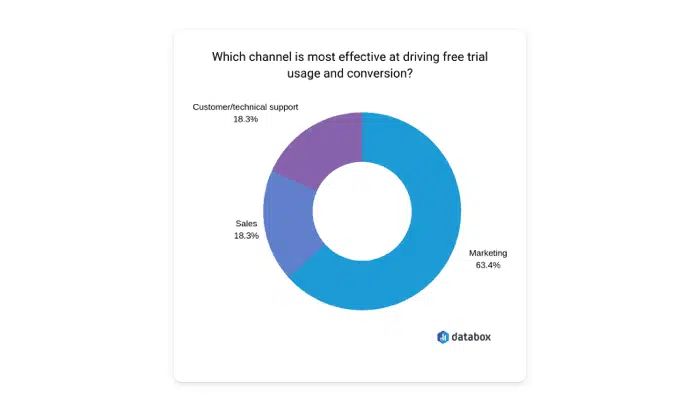 Which channel is most effective at driving free trial
usage and conversion?
Customer/technical support
18.3%
Sales
18.3%
Marketing
63.4%
databox